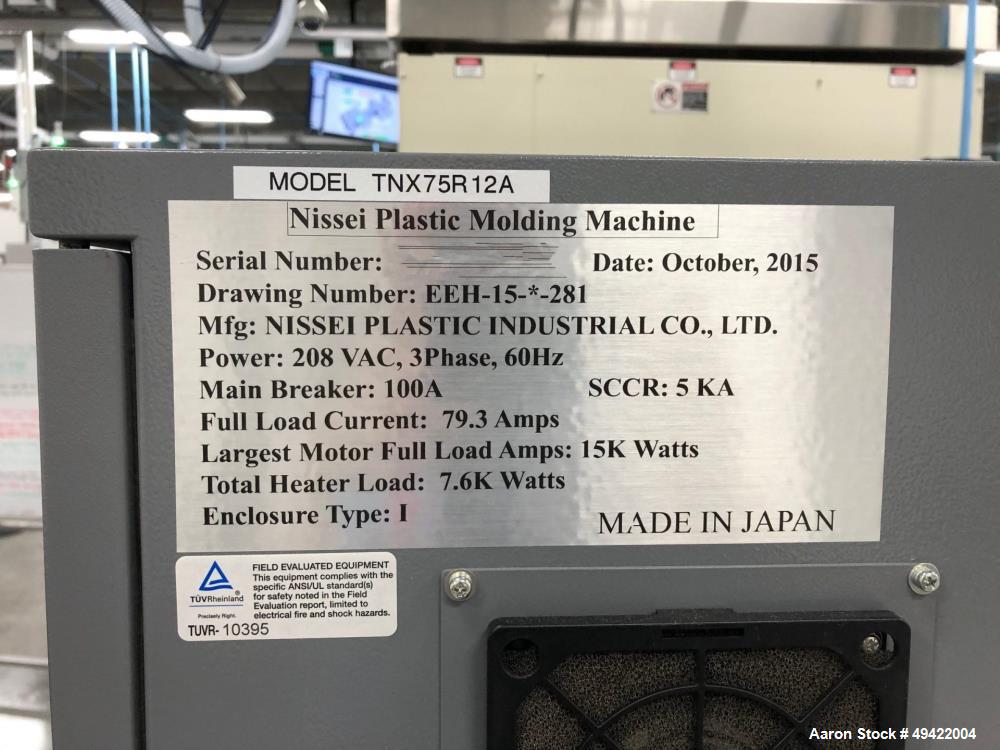 MODEL TNX75R12A
Nissei Plastic Molding Machine
Serial Number:
Date: October, 2015
Drawing Number: EEH-15-*-281
Mfg: NISSEI PLASTIC INDUSTRIAL CO., LTD.
Power: 208 VAC, 3Phase, 60Hz
Main Breaker: 100A
SCCR: 5 KA
Full Load Current: 79.3 Amps
Largest Motor Full Load Amps: 15K Watts
Total Heater Load: 7.6K Watts
Enclosure Type: I
MADE IN JAPAN
TÜVRheinland®
Precisely Right.
TUVR- 10395
FIELD EVALUATED EQUIPMENT
This equipment complies with the
specific ANSI/UL standard(s)
for safety noted in the Field
Evaluation report, limited to
electrical fire and shock hazards.
Aaron Stock # 49422004